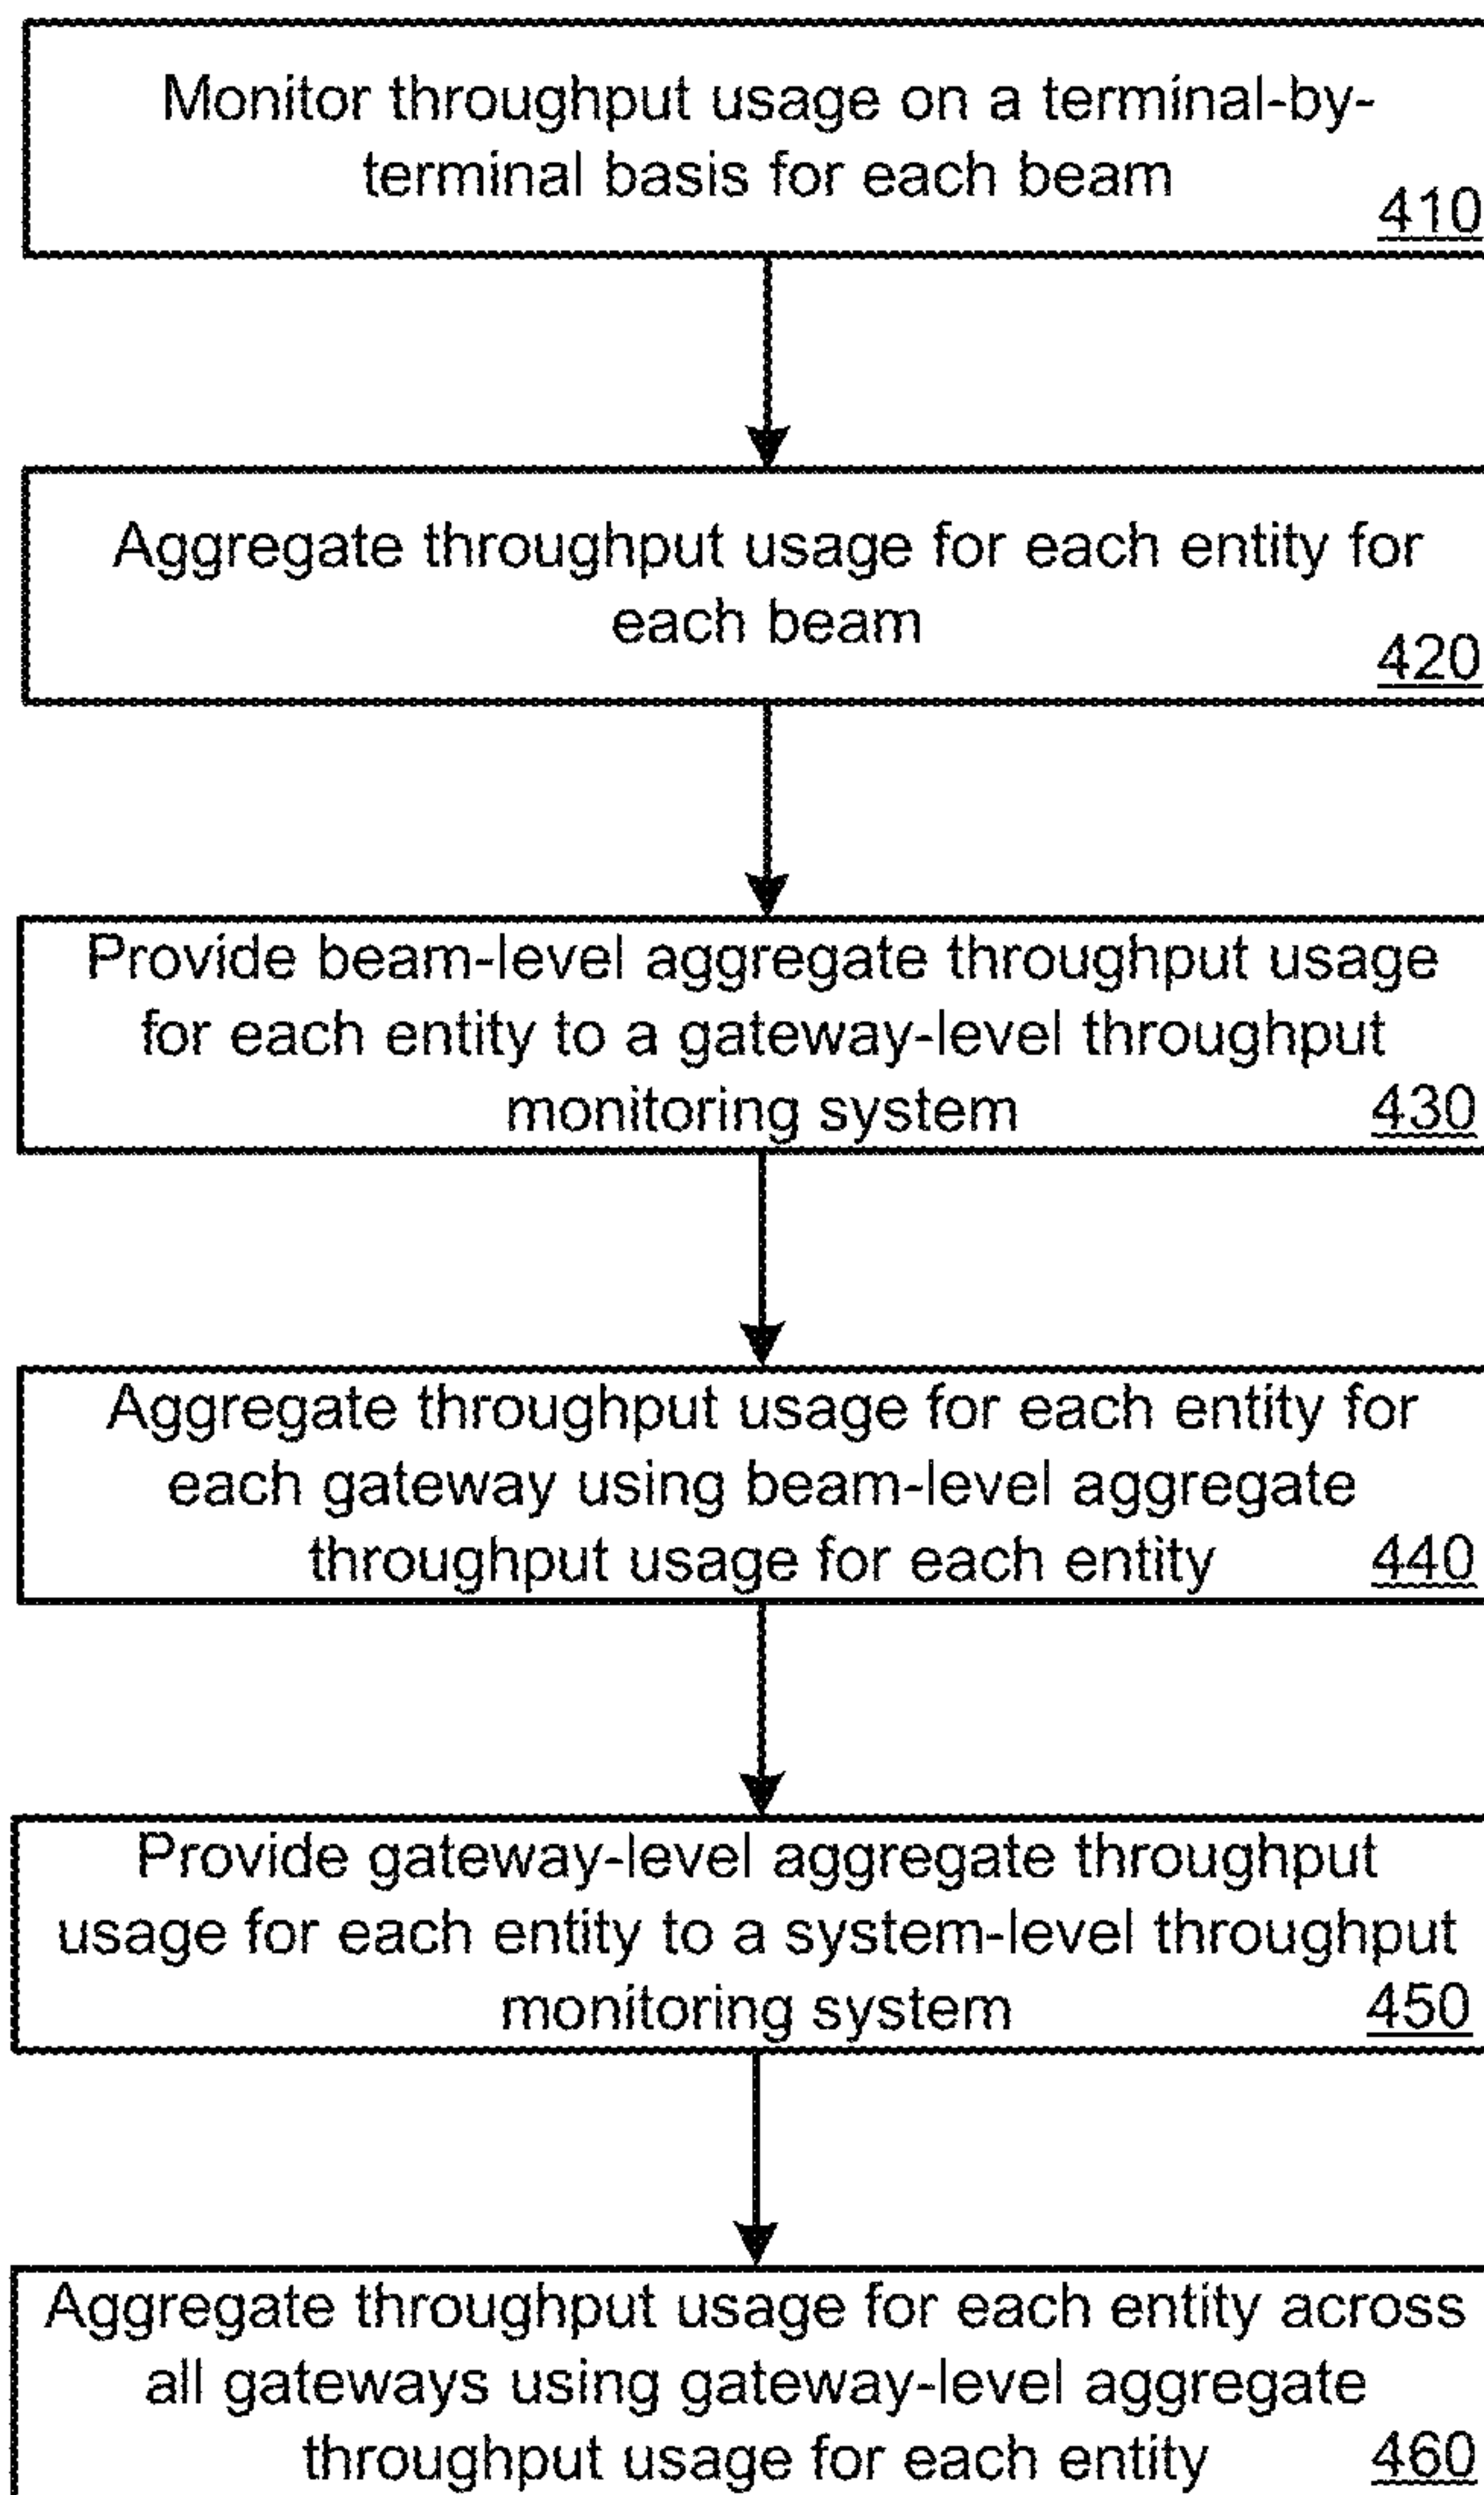 Monitor throughput usage on a terminal-by-
terminal basis for each beam
410
Aggregate throughput usage for each entity for
each beam
420
Provide beam-level aggregate throughput usage
for each entity to a gateway-level throughput
monitoring system 430
Aggregate throughput usage for each entity for
each gateway using beam-level aggregate
throughput usage for each entity 440
Provide gateway-level aggregate throughput
usage for each entity to a system-level throughput
monitoring system 450
Aggregate throughput usage for each entity across
all gateways using gateway-level aggregate
throughput usage for each entity 460